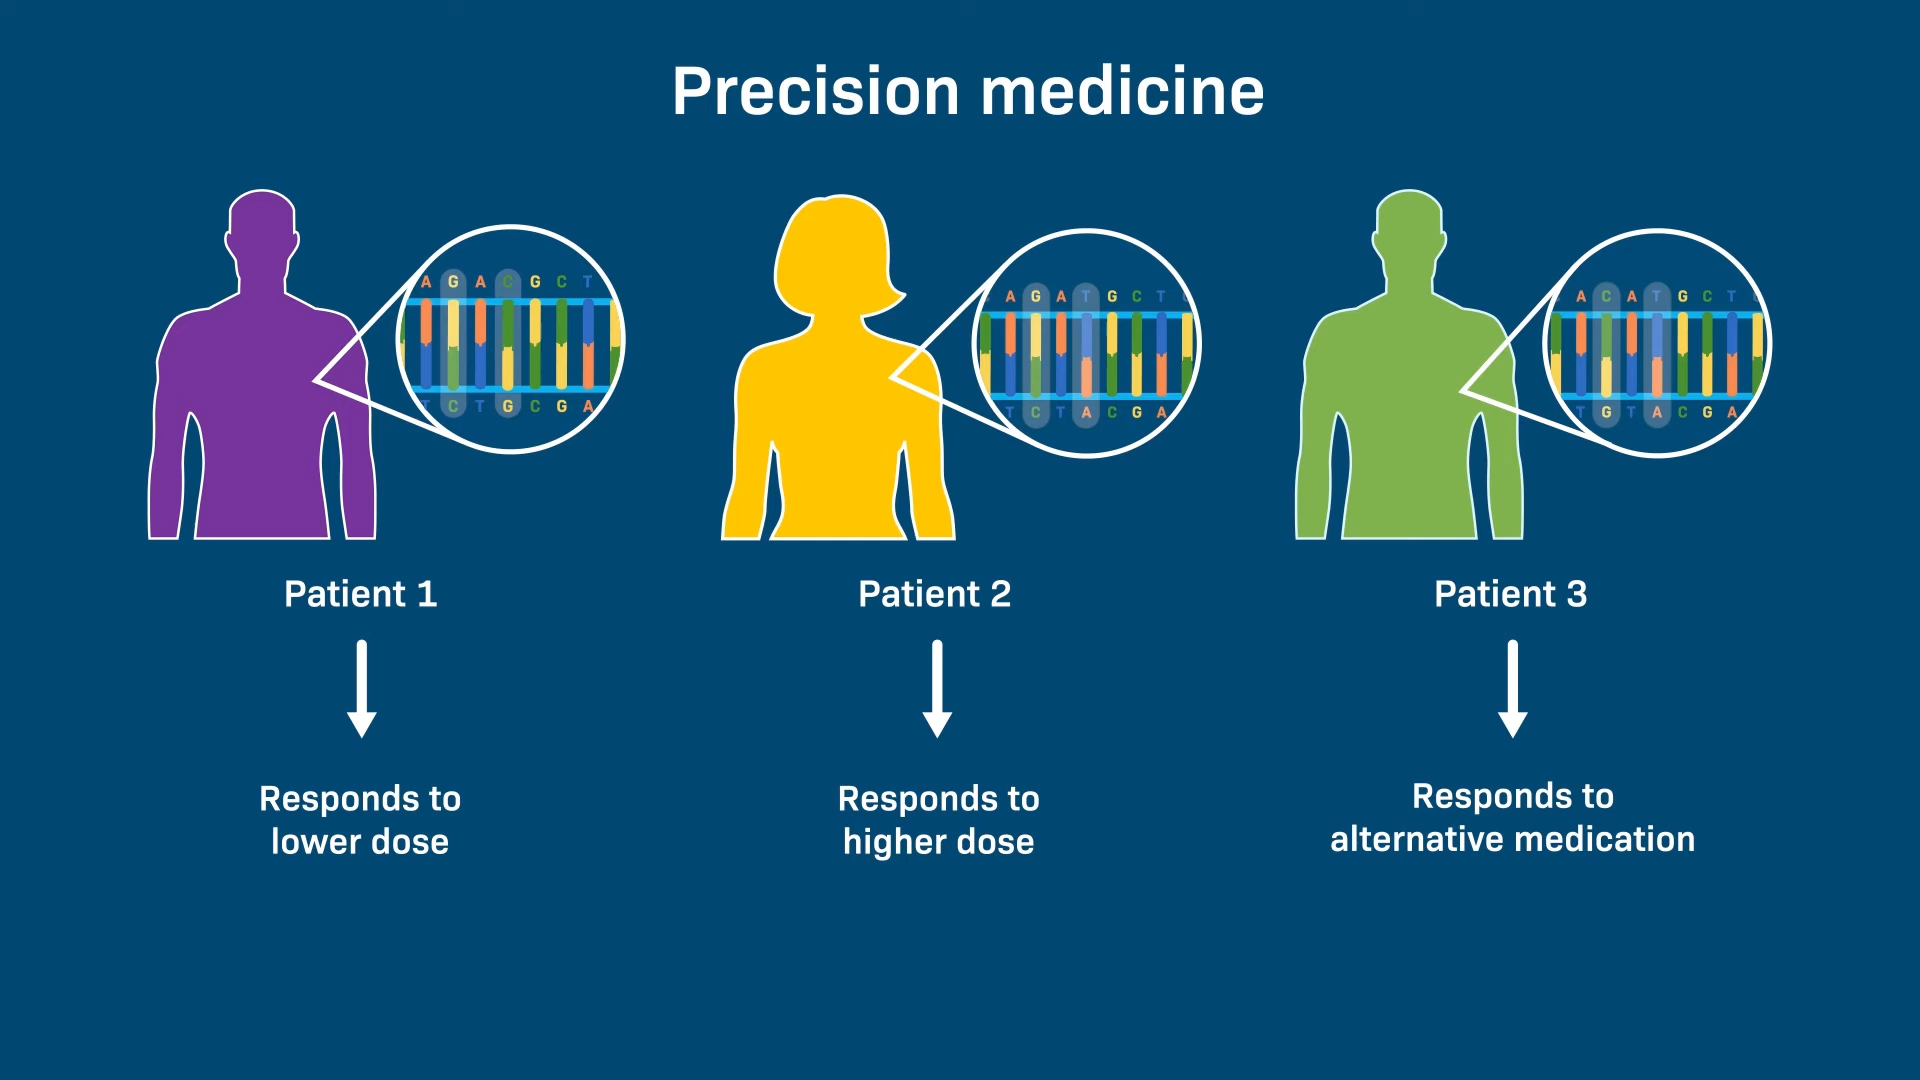 Precision medicine
A G A C G C T
T C T G C G A
A G A T G C T
T C T A C G A
A C A T G C T
T G T A C G A
Patient 1
Patient 2
Patient 3
Responds to
lower dose
Responds to
higher dose
Responds to
alternative medication